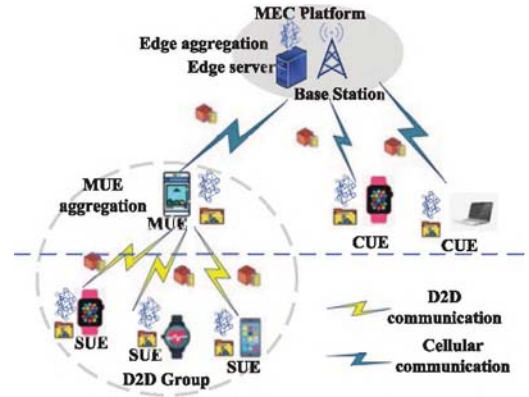 MEC Platform
Edge aggregation
Edge server
Base Station
MUE
aggregation
MUE
CUE
CUE
SUE
SUE
SUE
D2D Group
D2D
communication
Cellular
communication